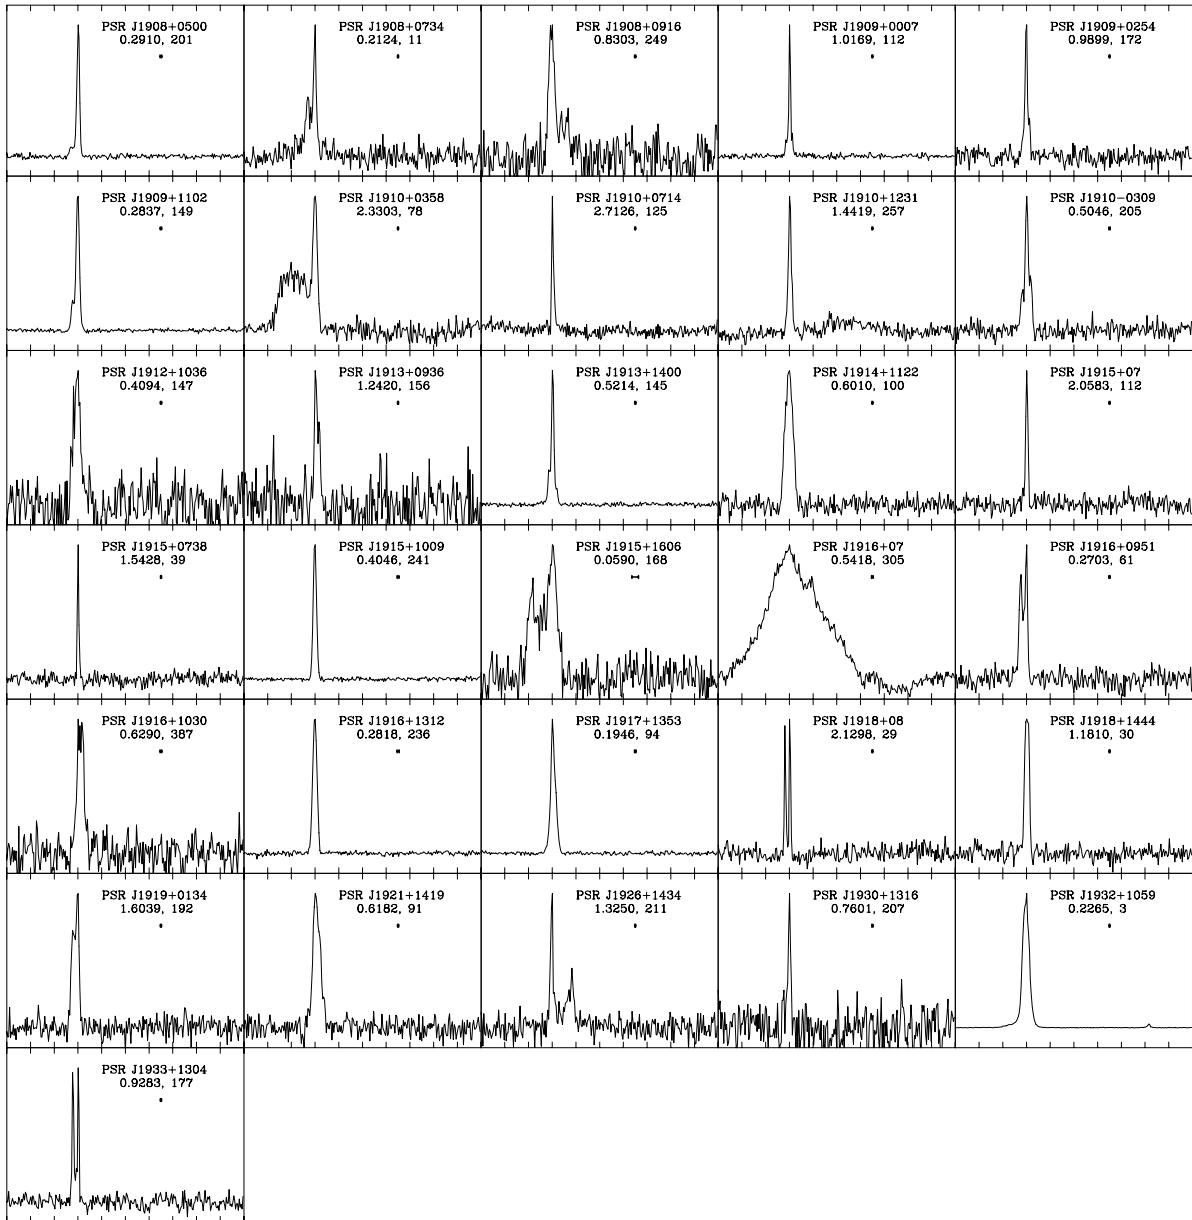 PSR J1908+0500
0.2910, 201
PSR J1908+0734
0.2124, 11
PSR J1908+0916
0.8303, 249
PSR J1909+0007
1.0169, 112
PSR J1909+0254
0.9899, 172
PSR J1909+1102
0.2837, 149
PSR J1910+0358
2.3303, 78
PSR J1910+0714
2.7126, 125
PSR J1910+1231
1.4419, 257
PSR J1910-0309
0.5046, 205
PSR J1912+1036
0.4094, 147
PSR J1913+0936
1.2420, 156
PSR J1913+1400
0.5214, 145
PSR J1914+1122
0.6010, 100
PSR J1915+07
2.0583, 112
PSR J1915+0738
1.5428, 39
PSR J1915+1009
0.4046, 241
PSR J1915+1606
0.0590, 168
PSR J1916+07
0.5418, 305
PSR J1916+0951
0.2703, 61
PSR J1916+1030
0.6290, 387
PSR J1916+1312
0.2818, 236
PSR J1917+1353
0.1946, 94
PSR J1918+08
2.1298, 29
PSR J1918+1444
1.1810, 30
PSR J1919+0134
1.6039, 192
PSR J1921+1419
0.6182, 91
PSR J1926+1434
1.3250, 211
PSR J1930+1316
0.7601, 207
PSR J1932+1059
0.2265, 3
PSR J1933+1304
0.9283, 177